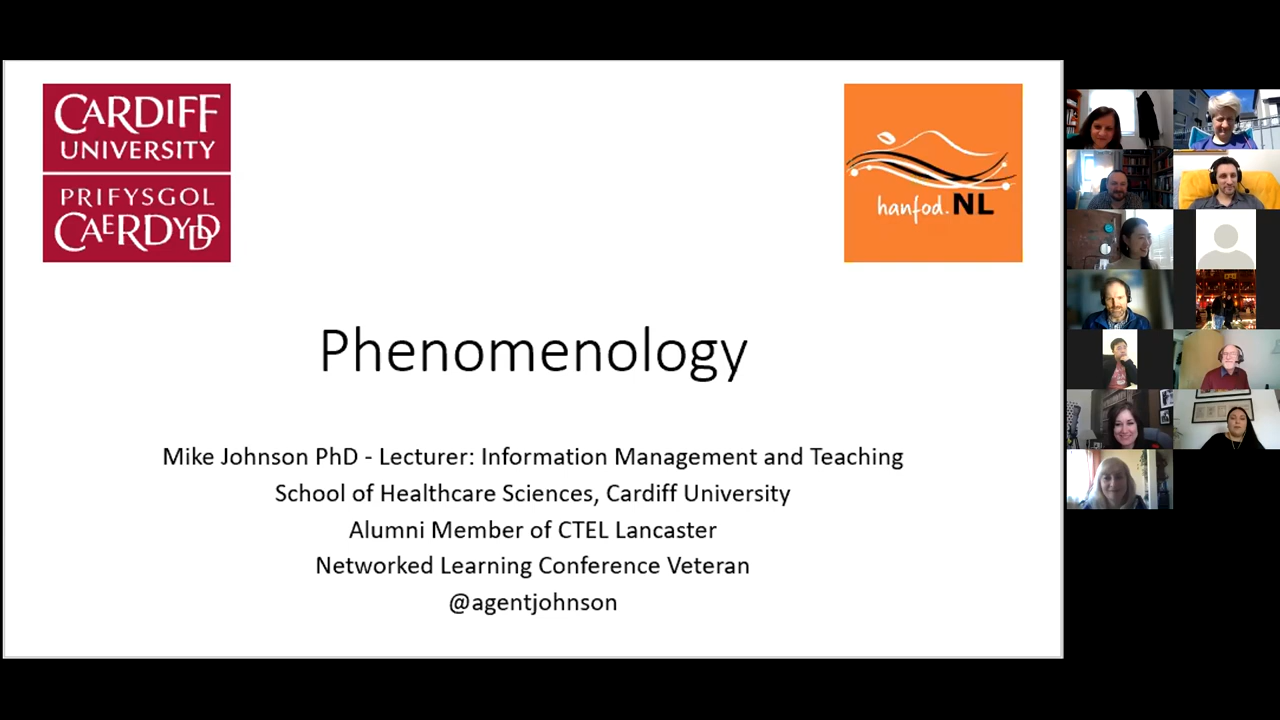 CARDIFF
UNIVERSITY
PRIFYSGOL
CAERDYDD
hanfod.NL
Phenomenology
Mike Johnson PhD - Lecturer: Information Management and Teaching
School of Healthcare Sciences, Cardiff University
Alumni Member of CTEL Lancaster
Networked Learning Conference Veteran
@agentjohnson